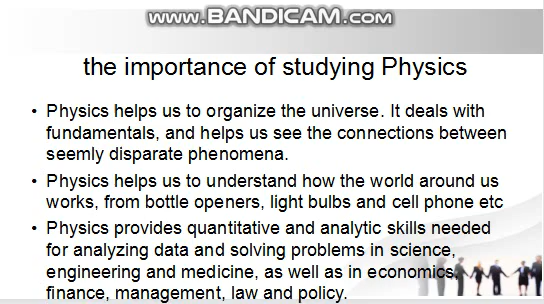 www.BANDICAM.com
the importance of studying Physics
• Physics helps us to organize the universe. It deals with
fundamentals, and helps us see the connections between
seemly disparate phenomena.
• Physics helps us to understand how the world around us
works, from bottle openers, light bulbs and cell phone etc
• Physics provides quantitative and analytic skills needed
for analyzing data and solving problems in science,
engineering and medicine, as well as in economics,
finance, management, law and policy.